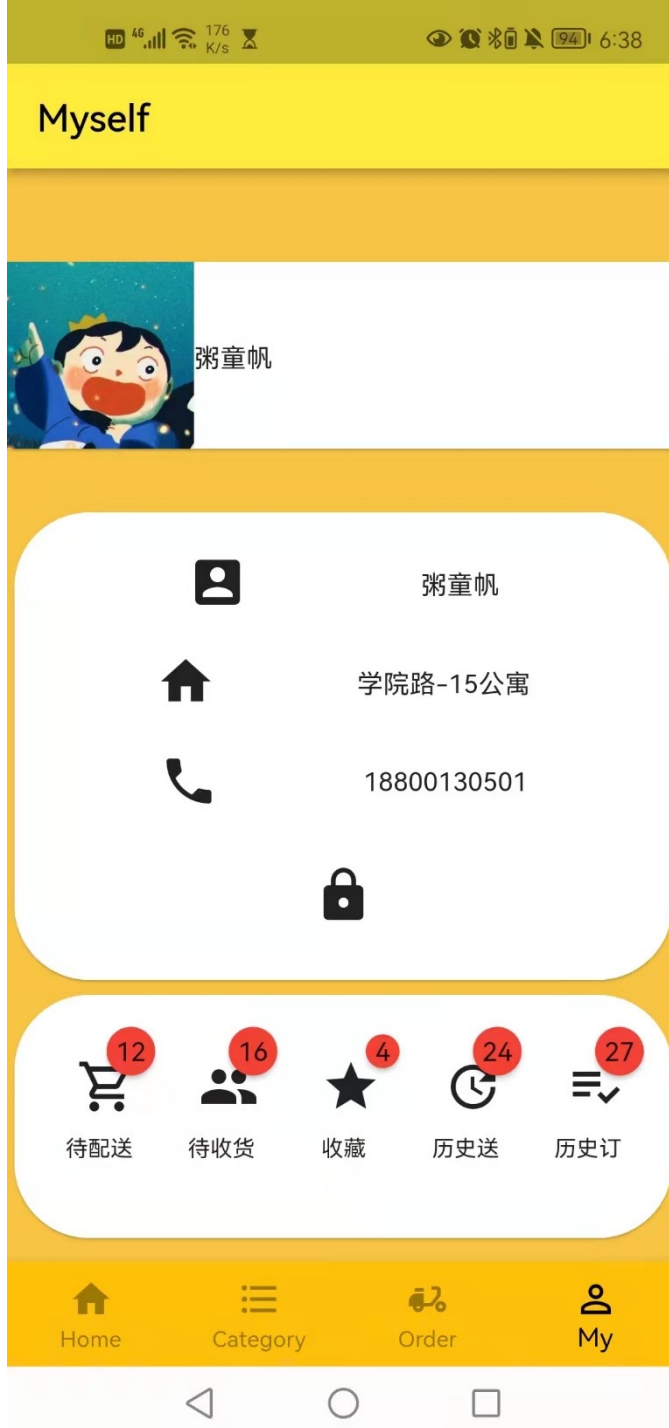 HD 4G 176 K/s 94 6:38
Myself
粥童帆
粥童帆
学院路-15公寓
18800130501
12 16 4 24 27
待配送 待收货 收藏 历史送 历史订
Home Category Order My